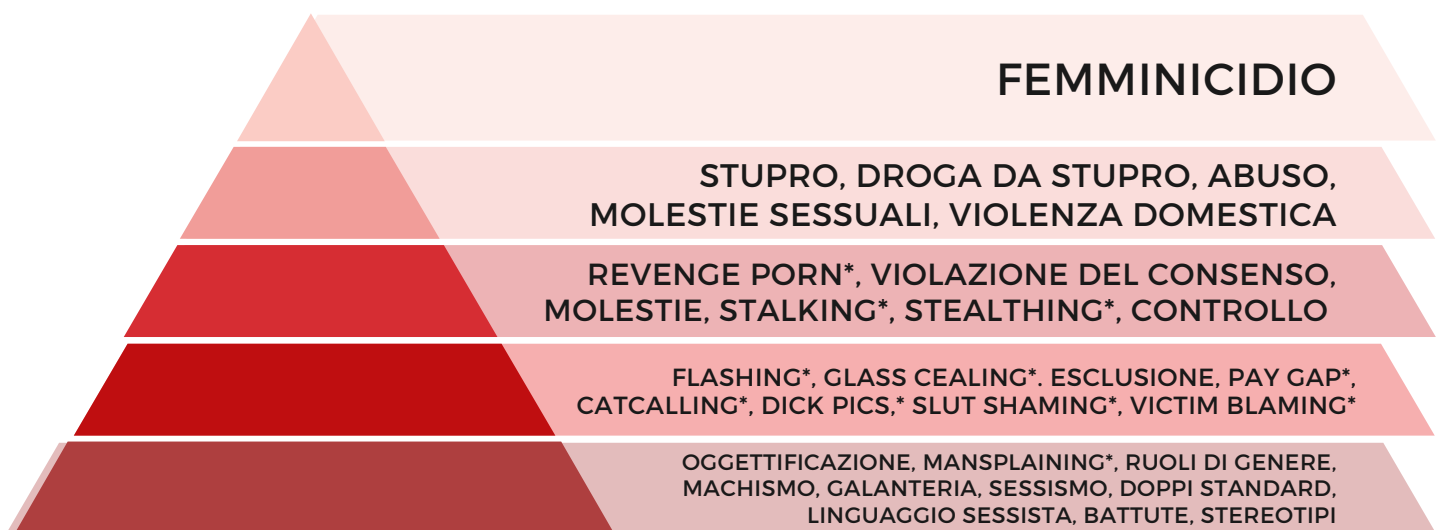 FEMMINICIDIO
STUPRO, DROGA DA STUPRO, ABUSO,
MOLESTIE SESSUALI, VIOLENZA DOMESTICA
REVENGE PORN*, VIOLAZIONE DEL CONSENSO,
MOLESTIE, STALKING*, STEALTHING*, CONTROLLO
FLASHING*, GLASS CEALING*. ESCLUSIONE, PAY GAP*,
CATCALLING*, DICK PICS,* SLUT SHAMING*, VICTIM BLAMING*
OGGETTIFICAZIONE, MANSPLAINING*, RUOLI DI GENERE,
MACHISMO, GALANTERIA, SESSISMO, DOPPI STANDARD,
LINGUAGGIO SESSISTA, BATTUTE, STEREOTIPI